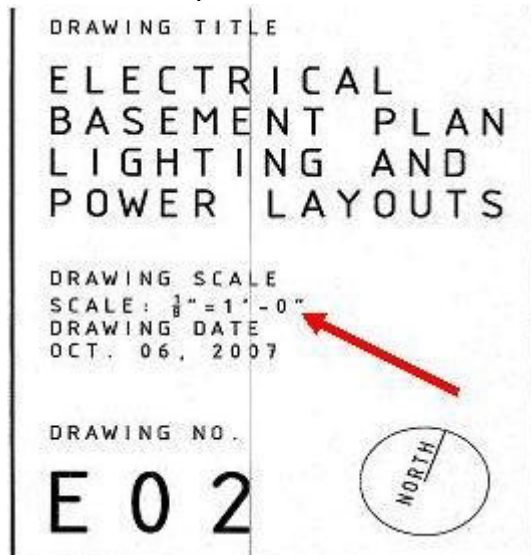 DRAWING TITLE
ELECTRICAL
BASEMENT PLAN
LIGHTING AND
POWER LAYOUTS
DRAWING SCALE
SCALE: ⅛"=1'-0"
DRAWING DATE
OCT. 06, 2007
DRAWING NO.
E02
NORTH